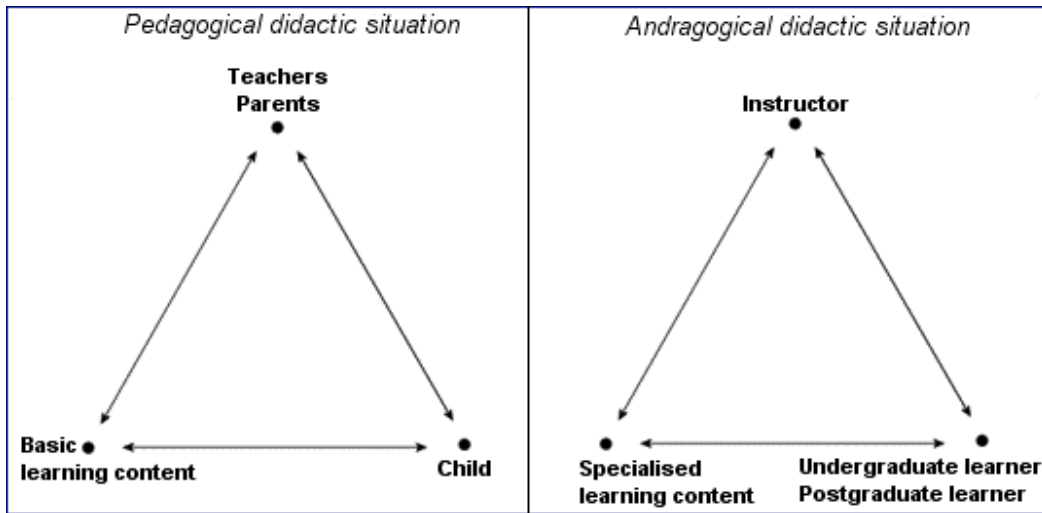 Pedagogical didactic situation
Teachers
Parents
Basic
learning content
Child
Andragogical didactic situation
Instructor
Specialised
learning content
Undergraduate learner
Postgraduate learner